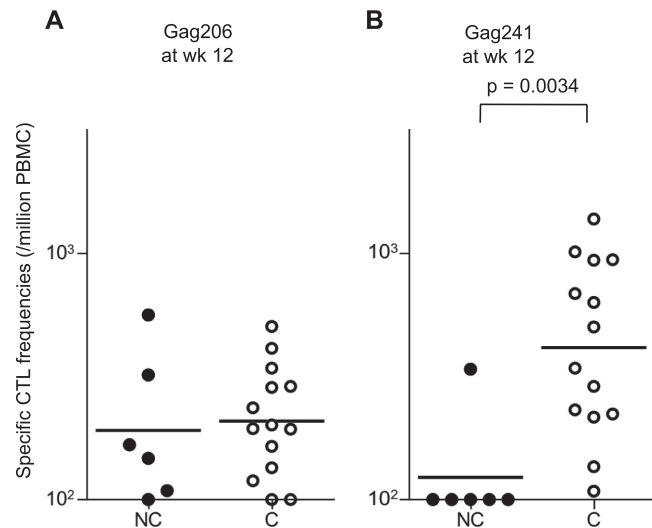 A
Gag206
at wk 12
B
Gag241
at wk 12
p = 0.0034
Specific CTL frequencies (/million PBMC)
10³
10²
NC
C
10³
10²
NC
C